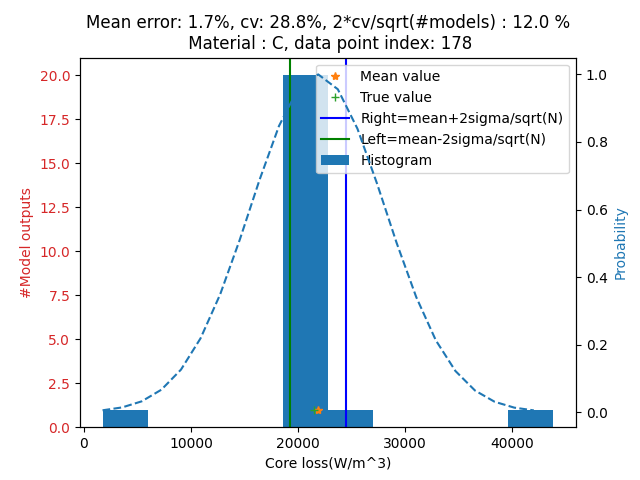 Mean error: 1.7%, cv: 28.8%, 2*cv/sqrt(#models) : 12.0 %
Material : C, data point index: 178
Mean value
True value
Right=mean+2sigma/sqrt(N)
Left=mean-2sigma/sqrt(N)
Histogram
#Model outputs
20.0
17.5
15.0
12.5
10.0
7.5
5.0
2.5
0.0
1.0
0.8
0.6
0.4
0.2
0.0
Probability
0 10000 20000 30000 40000
Core loss(W/m^3)